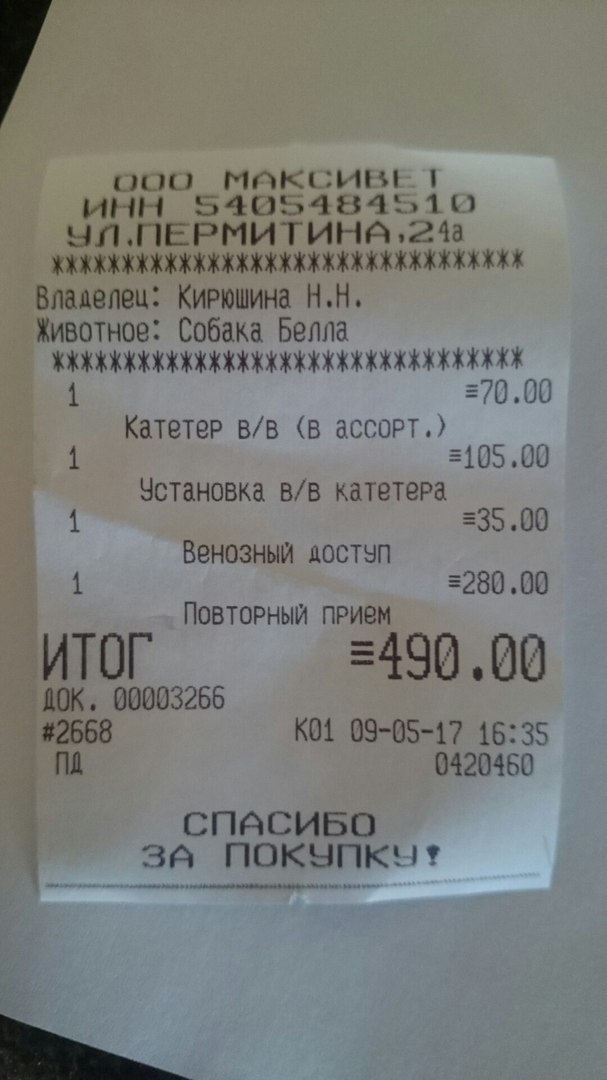 ООО МАКСИВЕТ
ИНН 5405484510
УЛ.ПЕРМИТИНА,24а
*********************************
Владелец: Кирюшина Н.Н.
Животное: Собака Белла
*********************************
1 ≡70.00
Катетер в/в (в ассорт.)
1 ≡105.00
Установка в/в катетера
1 ≡35.00
Венозный доступ
1 ≡280.00
Повторный прием
ИТОГ ≡490.00
ДОК. 00003266
#2668 К01 09-05-17 16:35
ПД 0420460
СПАСИБО
ЗА ПОКУПКУ!